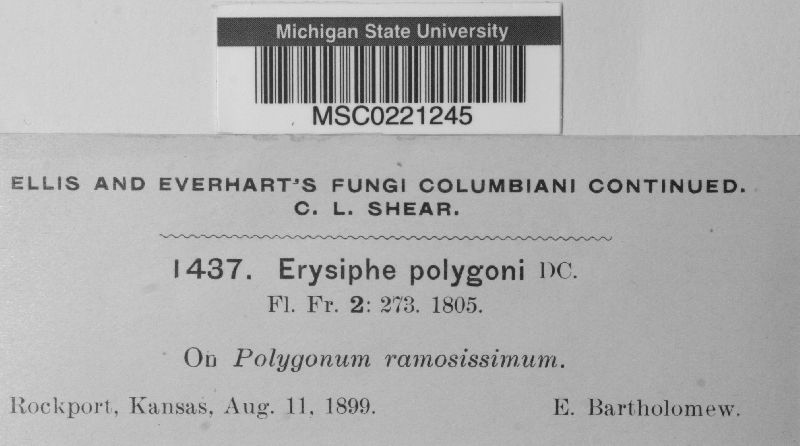 Michigan State University
MSC0221245
ELLIS AND EVERHART'S FUNGI COLUMBIANI CONTINUED.
C. L. SHEAR.
1437. Erysiphe polygoni DC.
Fl. Fr. 2: 273. 1805.
On Polygonum ramosissimum.
Rockport, Kansas, Aug. 11, 1899. E. Bartholomew.